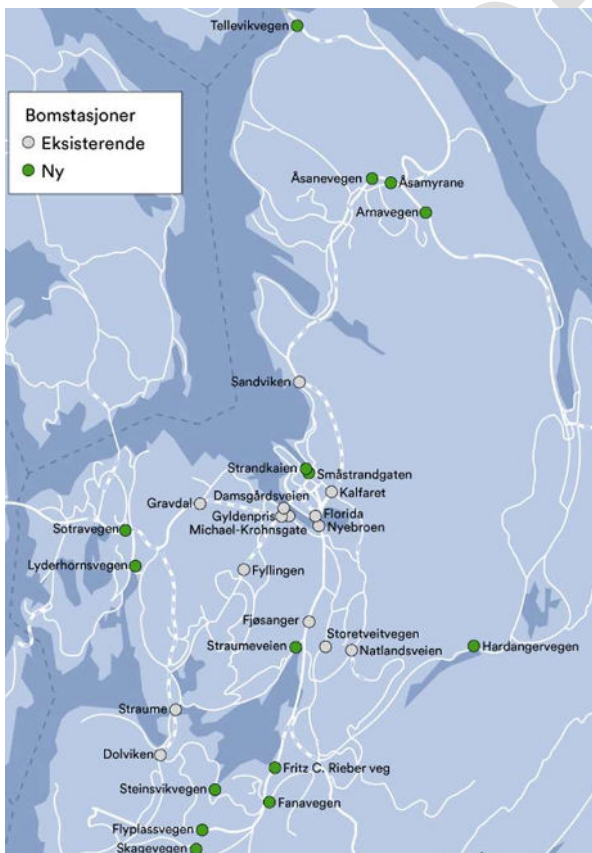 Tellevikvegen
Bomstasjoner
Eksisterende
Ny
Åsanevegen
Åsamyrane
Arnavegen
Sandviken
Strandkaien
Småstrandgaten
Damsgårdsveien
Kalfaret
Gravdal
Gyldenpris
Florida
Michael-Krohnsgate
Nyebroen
Sotravegen
Lyderhornsvegen
Fyllingen
Fjøsanger
Storetveitvegen
Straumeveien
Natlandsveien
Hardangervegen
Straume
Dolviken
Fritz C. Rieber veg
Steinsvikvegen
Fanavegen
Flyplassvegen
Skagevegen